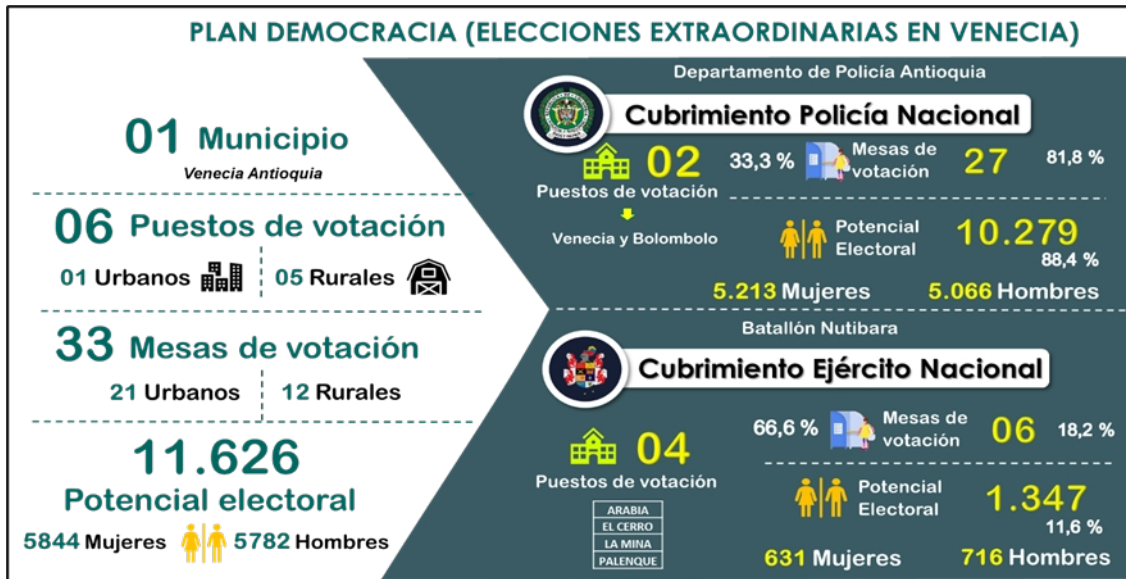 PLAN DEMOCRACIA (ELECCIONES EXTRAORDINARIAS EN VENECIA)
01 Municipio
Venecia Antioquia
06 Puestos de votación
01 Urbanos
05 Rurales
33 Mesas de votación
21 Urbanos
12 Rurales
11.626
Potencial electoral
5844 Mujeres
5782 Hombres
Departamento de Policía Antioquia
Cubrimiento Policía Nacional
02
33,3 %
Puestos de votación
Venecia y Bolombolo
Mesas de
votación
27
81,8 %
Potencial
Electoral
10.279
88,4 %
5.213 Mujeres
5.066 Hombres
Batallón Nutibara
Cubrimiento Ejército Nacional
04
66,6 %
Puestos de votación
ARABIA
EL CERRO
LA MINA
PALENQUE
Mesas de
votación
06
18,2 %
Potencial
Electoral
1.347
11,6 %
631 Mujeres
716 Hombres